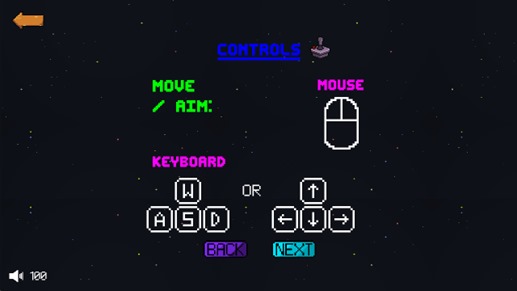 CONTROLS
MOVE
/ AIM:
MOUSE
KEYBOARD
W OR ↑
A S D ← ↓ →
BACK NEXT
100